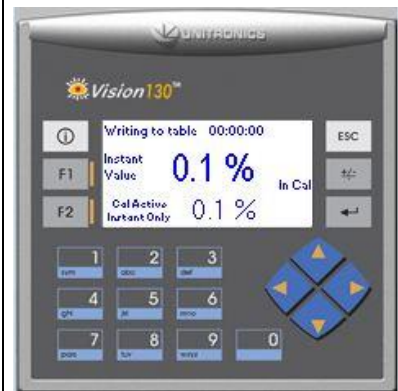 UNITRONICS
Vision130™
Writing to table 00:00:00
ESC
Instant
Value
0.1 %
In Cal
F1
+/-
F2
Cal Active
Instant Only
0.1 %
1 2 3
abc def
4 5 6
ghi jkl mno
7 8 9 0
pqrs tuv wxyz